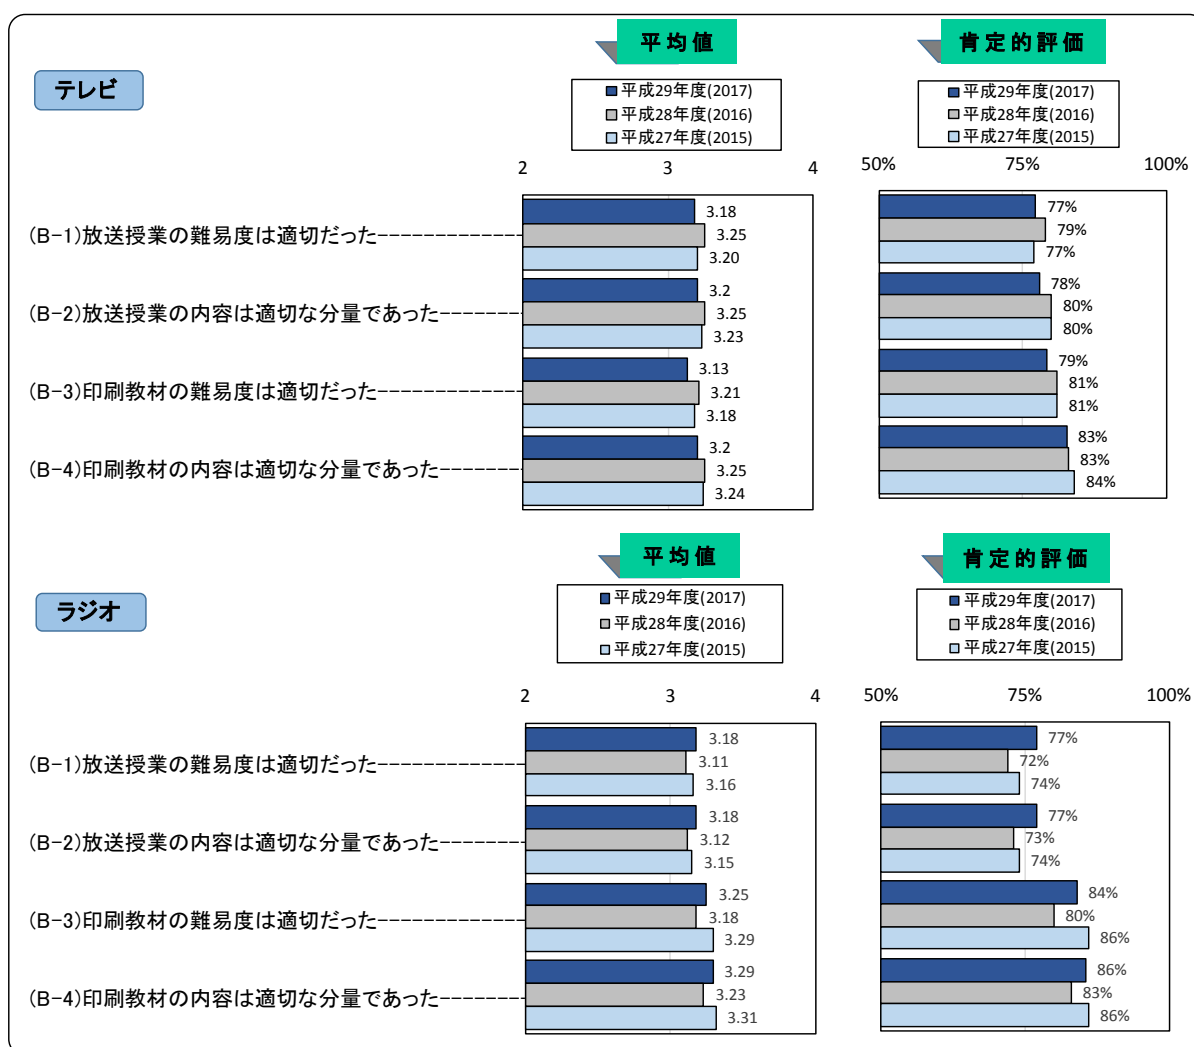 平均値
肯定的評価
テレビ
平成29年度(2017)
平成28年度(2016)
平成27年度(2015)
平成29年度(2017)
平成28年度(2016)
平成27年度(2015)
2 3 4
50% 75% 100%
(B-1)放送授業の難易度は適切だった
3.18
3.25
3.20
77%
79%
77%
(B-2)放送授業の内容は適切な分量であった
3.2
3.25
3.23
78%
80%
80%
(B-3)印刷教材の難易度は適切だった
3.13
3.21
3.18
79%
81%
81%
(B-4)印刷教材の内容は適切な分量であった
3.2
3.25
3.24
83%
83%
84%
平均値
肯定的評価
ラジオ
平成29年度(2017)
平成28年度(2016)
平成27年度(2015)
平成29年度(2017)
平成28年度(2016)
平成27年度(2015)
2 3 4
50% 75% 100%
(B-1)放送授業の難易度は適切だった
3.18
3.11
3.16
77%
72%
74%
(B-2)放送授業の内容は適切な分量であった
3.18
3.12
3.15
77%
73%
74%
(B-3)印刷教材の難易度は適切だった
3.25
3.18
3.29
84%
80%
86%
(B-4)印刷教材の内容は適切な分量であった
3.29
3.23
3.31
86%
83%
86%